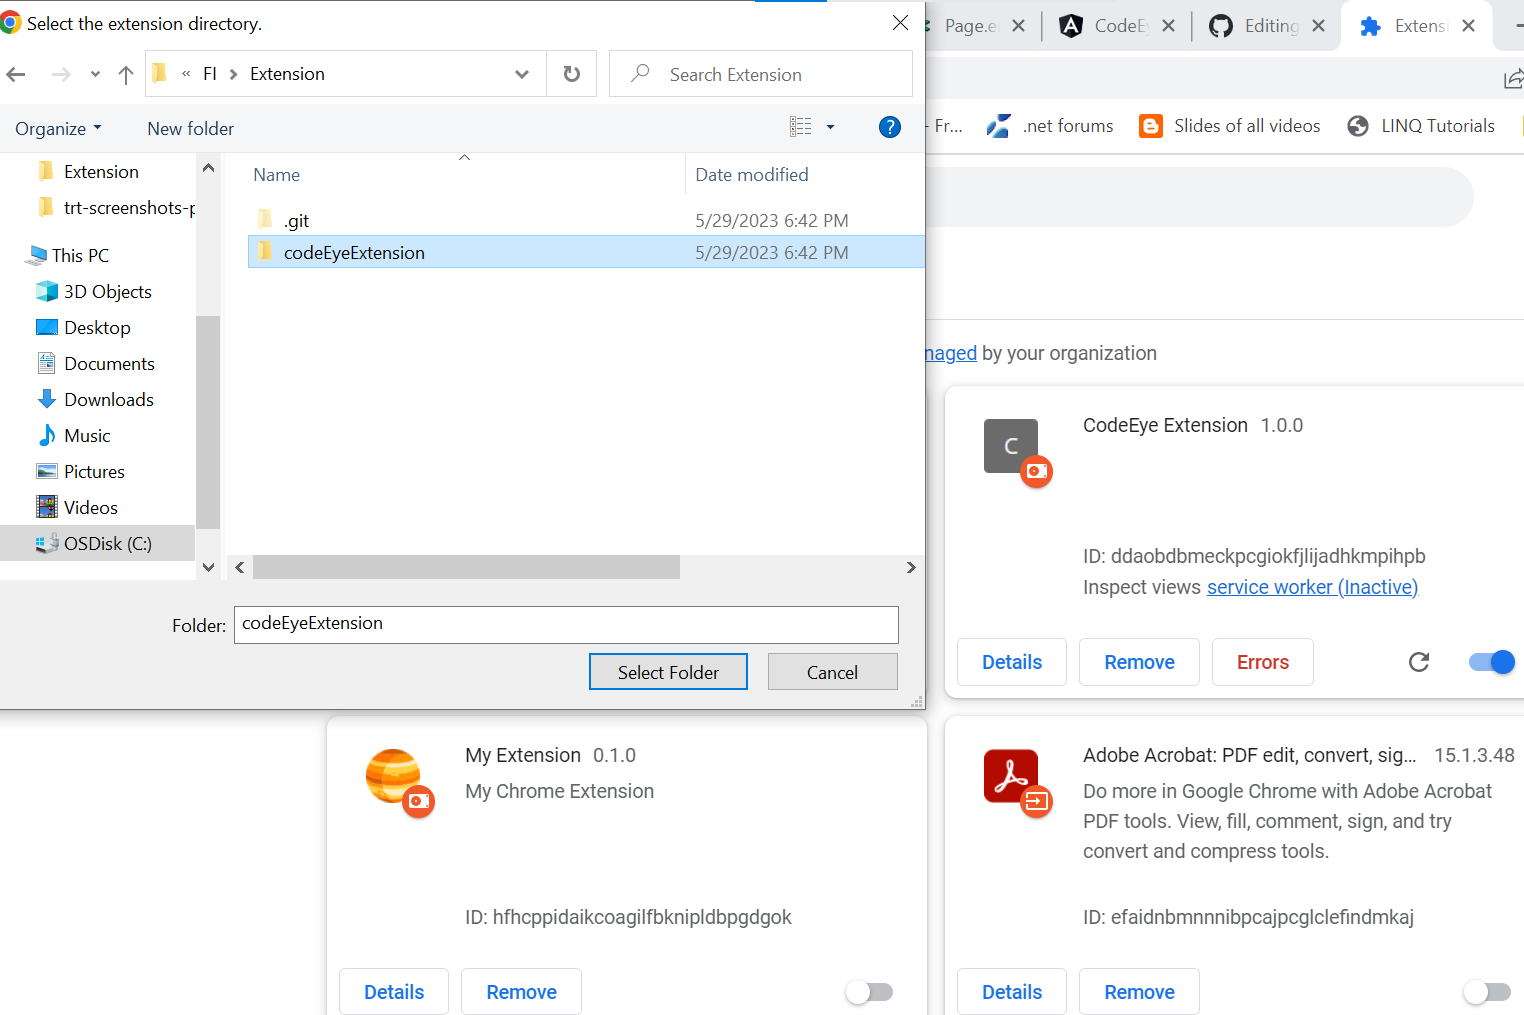 Select the extension directory.
« FI > Extension
Search Extension
Organize
New folder
?
Extension
trt-screenshots-p
This PC
3D Objects
Desktop
Documents
Downloads
Music
Pictures
Videos
OSDisk (C:)
Name
Date modified
.git
5/29/2023 6:42 PM
codeEyeExtension
5/29/2023 6:42 PM
Folder:
codeEyeExtension
Select Folder
Cancel
Page.e
CodeEy
Editing
Extensi
- Fr...
.net forums
Slides of all videos
LINQ Tutorials
naged by your organization
C
CodeEye Extension 1.0.0
ID: ddaobdbmeckpcgiokfjlijadhkmpihpb
Inspect views service worker (Inactive)
Details
Remove
Errors
My Extension 0.1.0
My Chrome Extension
ID: hfhcppidaikcoagilfbknipldbpgdgok
Details
Remove
Adobe Acrobat: PDF edit, convert, sig... 15.1.3.48
Do more in Google Chrome with Adobe Acrobat
PDF tools. View, fill, comment, sign, and try
convert and compress tools.
ID: efaidnbmnnnibpcajpcglclefindmkaj
Details
Remove